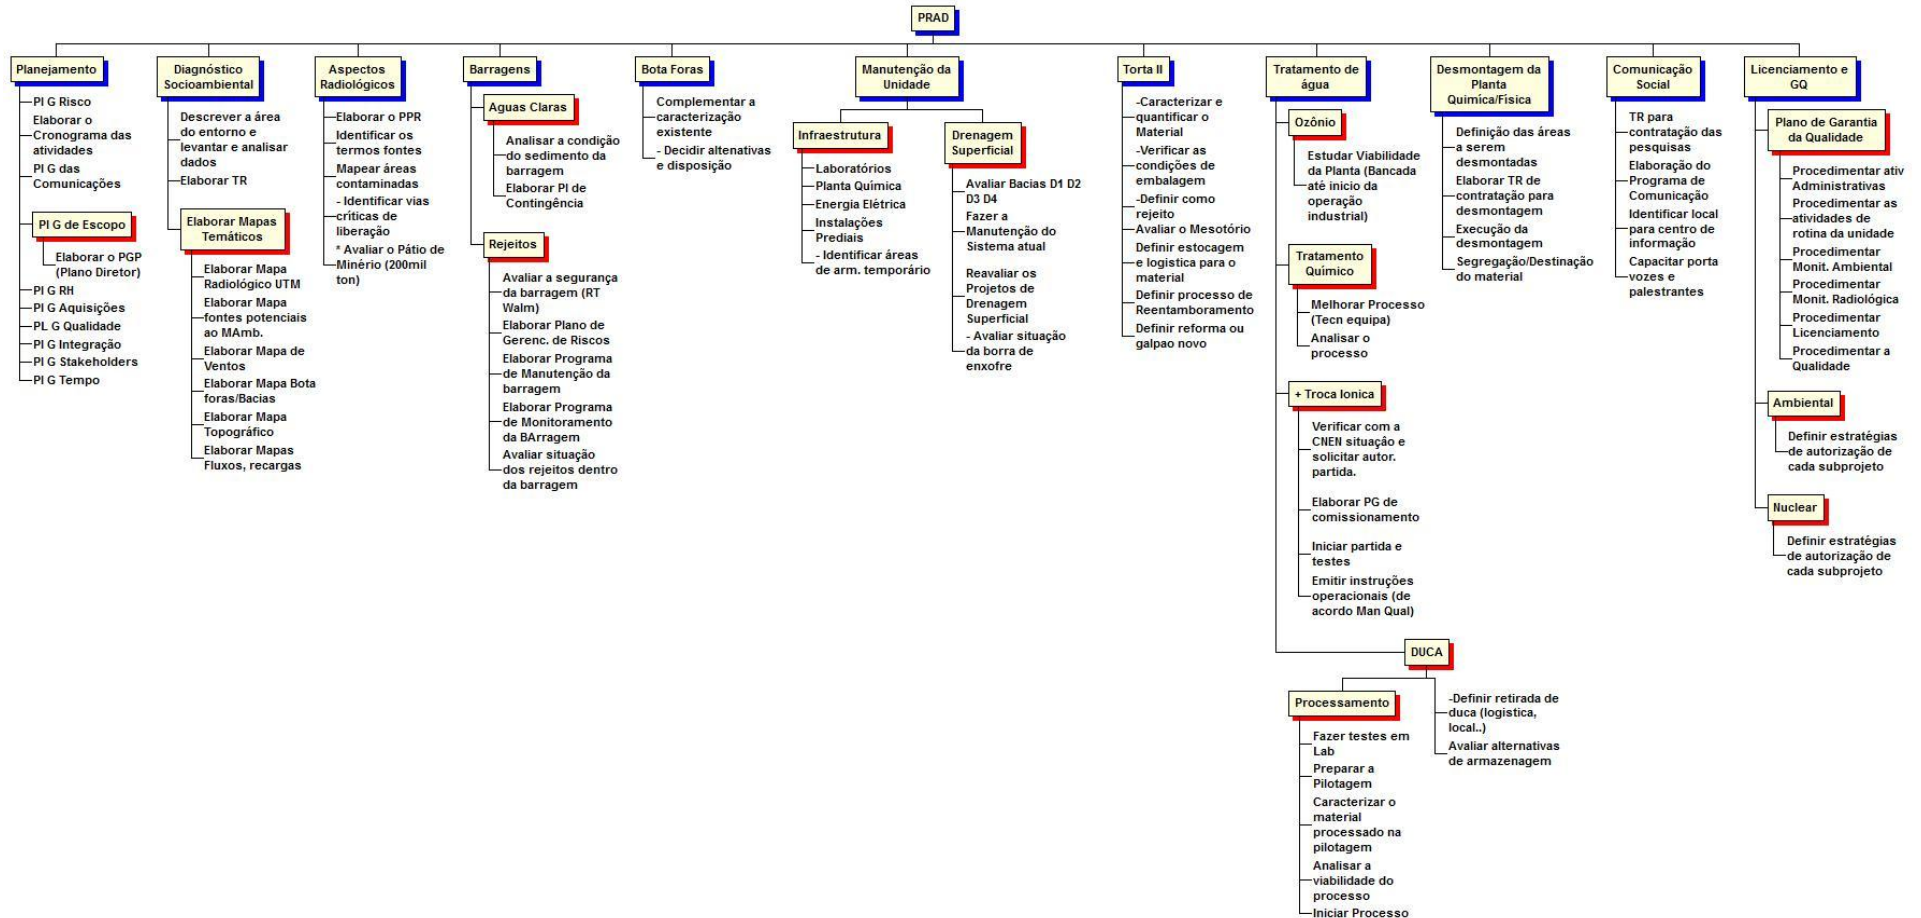 PRAD
Planejamento
PI G Risco
Elaborar o
Cronograma das
atividades
PI G das
Comunicações
PI G de Escopo
Elaborar o PGP
(Plano Diretor)
PI G RH
PI G Aquisições
PL G Qualidade
PI G Integração
PI G Stakeholders
PI G Tempo
Diagnóstico
Socioambiental
Descrever a área
do entorno e
levantar e analisar
dados
Elaborar TR
Elaborar Mapas
Temáticos
Elaborar Mapa
Radiológico UTM
Elaborar Mapa
fontes potenciais
ao MAmb.
Elaborar Mapa de
Ventos
Elaborar Mapa Bota
foras/Bacias
Elaborar Mapa
Topográfico
Elaborar Mapas
Fluxos, recargas
Aspectos
Radiológicos
Elaborar o PPR
Identificar os
termos fontes
Mapear áreas
contaminadas
- Identificar vias
críticas de
liberação
* Avaliar o Pátio de
Minério (200mil
ton)
Barragens
Aguas Claras
Analisar a condição
do sedimento da
barragem
Elaborar PI de
Contingência
Rejeitos
Avaliar a segurança
da barragem (RT
Walm)
Elaborar Plano de
Gerenc. de Riscos
Elaborar Programa
de Manutenção da
barragem
Elaborar Programa
de Monitoramento
da BArragem
Avaliar situação
dos rejeitos dentro
da barragem
Bota Foras
Complementar a
caracterização
existente
- Decidir altenativas
e disposição
Manutenção da
Unidade
Infraestrutura
Laboratórios
Planta Química
Energia Elétrica
Instalações
Prediais
- Identificar áreas
de arm. temporário
Drenagem
Superficial
Avaliar Bacias D1 D2
D3 D4
Fazer a
Manutenção do
Sistema atual
Reavaliar os
Projetos de
Drenagem
Superficial
- Avaliar situação
da borra de
enxofre
Torta II
-Caracterizar e
quantificar o
Material
-Verificar as
condições de
embalagem
-Definir como
rejeito
Avaliar o Mesotório
Definir estocagem
e logistica para o
material
Definir processo de
Reentamboramento
Definir reforma ou
galpao novo
Tratamento de
água
Ozônio
Estudar Viabilidade
da Planta (Bancada
até inicio da
operação
industrial)
Tratamento
Químico
Melhorar Processo
(Tecn equipa)
Analisar o
processo
+ Troca Ionica
Verificar com a
CNEN situação e
solicitar autor.
partida.
Elaborar PG de
comissionamento
Iniciar partida e
testes
Emitir instruções
operacionais (de
acordo Man Qual)
DUCA
Processamento
Fazer testes em
Lab
Preparar a
Pilotagem
Caracterizar o
material
processado na
pilotagem
Analisar a
viabilidade do
processo
Iniciar Processo
-Definir retirada de
duca (logistica,
local..)
Avaliar alternativas
de armazenagem
Desmontagem da
Planta
Quimíca/Física
Definição das áreas
a serem
desmontadas
Elaborar TR de
contratação para
desmontagem
Execução da
desmontagem
Segregação/Destinação
do material
Comunicação
Social
TR para
contratação das
pesquisas
Elaboração do
Programa de
Comunicação
Identificar local
para centro de
informação
Capacitar porta
vozes e
palestrantes
Licenciamento e
GQ
Plano de Garantia
da Qualidade
Procedimentar ativ
Administrativas
Procedimentar as
atividades de
rotina da unidade
Procedimentar
Monit. Ambiental
Procedimentar
Monit. Radiológica
Procedimentar
Licenciamento
Procedimentar a
Qualidade
Ambiental
Definir estratégias
de autorização de
cada subprojeto
Nuclear
Definir estratégias
de autorização de
cada subprojeto